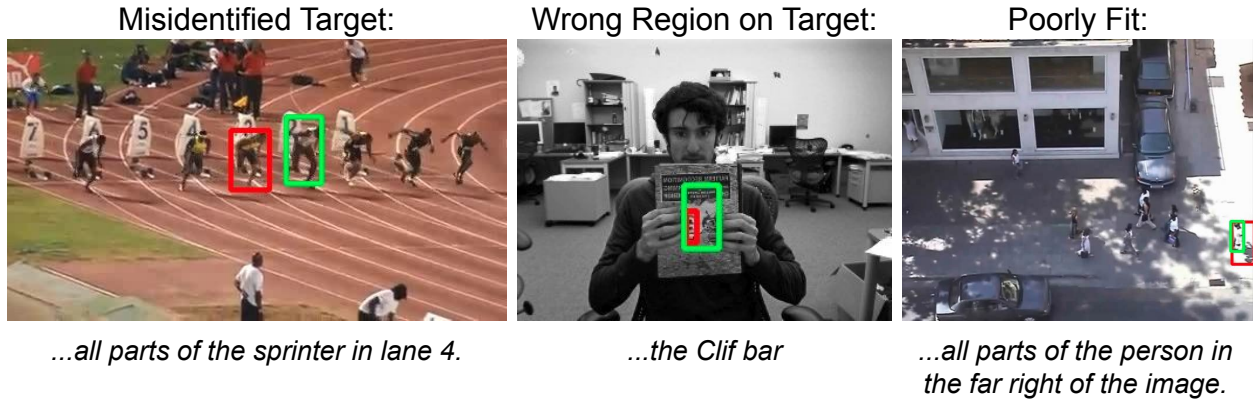 Misidentified Target:
Wrong Region on Target:
Poorly Fit:
7
5
4
1
...all parts of the sprinter in lane 4.
...the Clif bar
...all parts of the person in
the far right of the image.